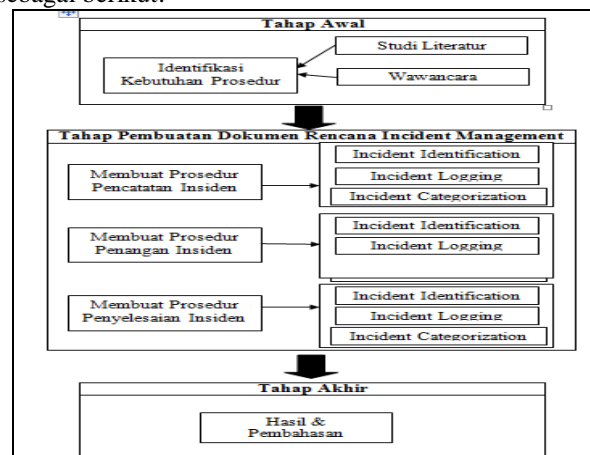 sebagai berikut:
Tahap Awal
Studi Literatur
Identifikasi
Kebutuhan Prosedur
Wawancara
Tahap Pembuatan Dokumen Rencana Incident Management
Incident Identification
Membuat Prosedur
Pencatatan Insiden
Incident Logging
Incident Categorization
Incident Identification
Membuat Prosedur
Penangan Insiden
Incident Logging
Incident Identification
Membuat Prosedur
Penyelesaian Insiden
Incident Logging
Incident Categorization
Tahap Akhir
Hasil &
Pembahasan